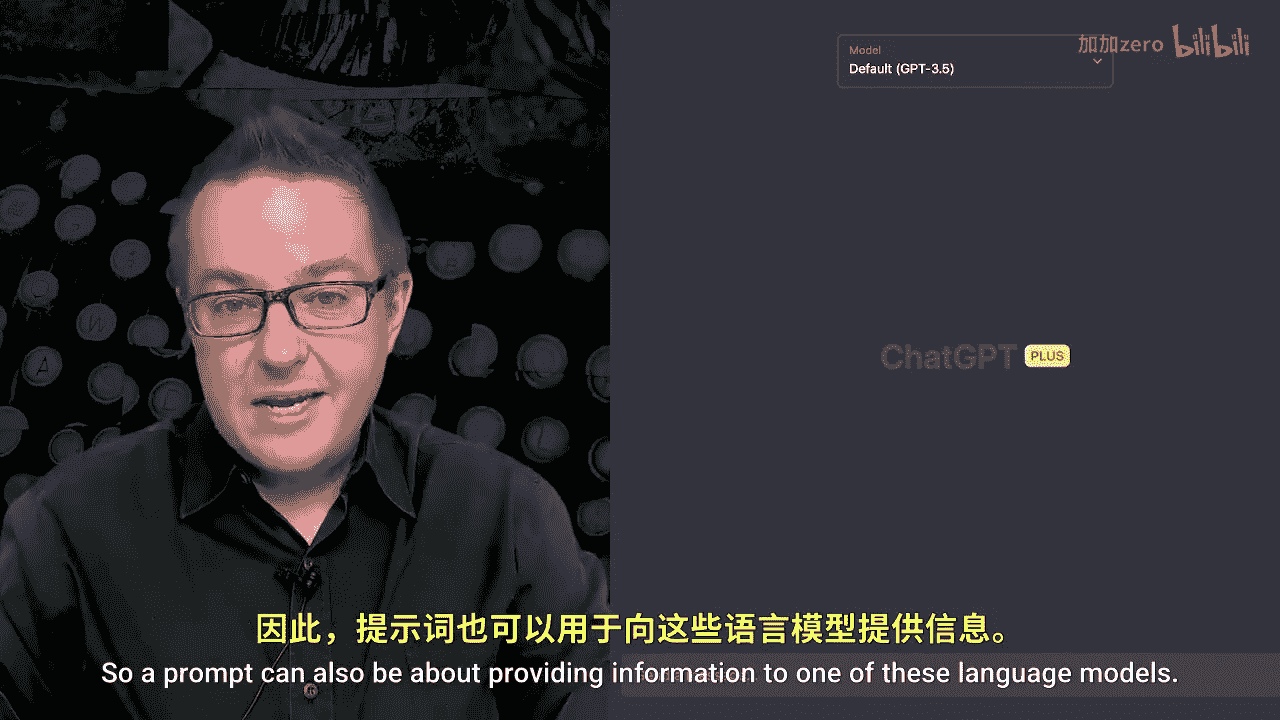 加加zero bilibili
Model
Default (GPT-3.5)
ChatGPT PLUS
因此，提示词也可以用于向这些语言模型提供信息。
So a prompt can also be about providing information to one of these language models.